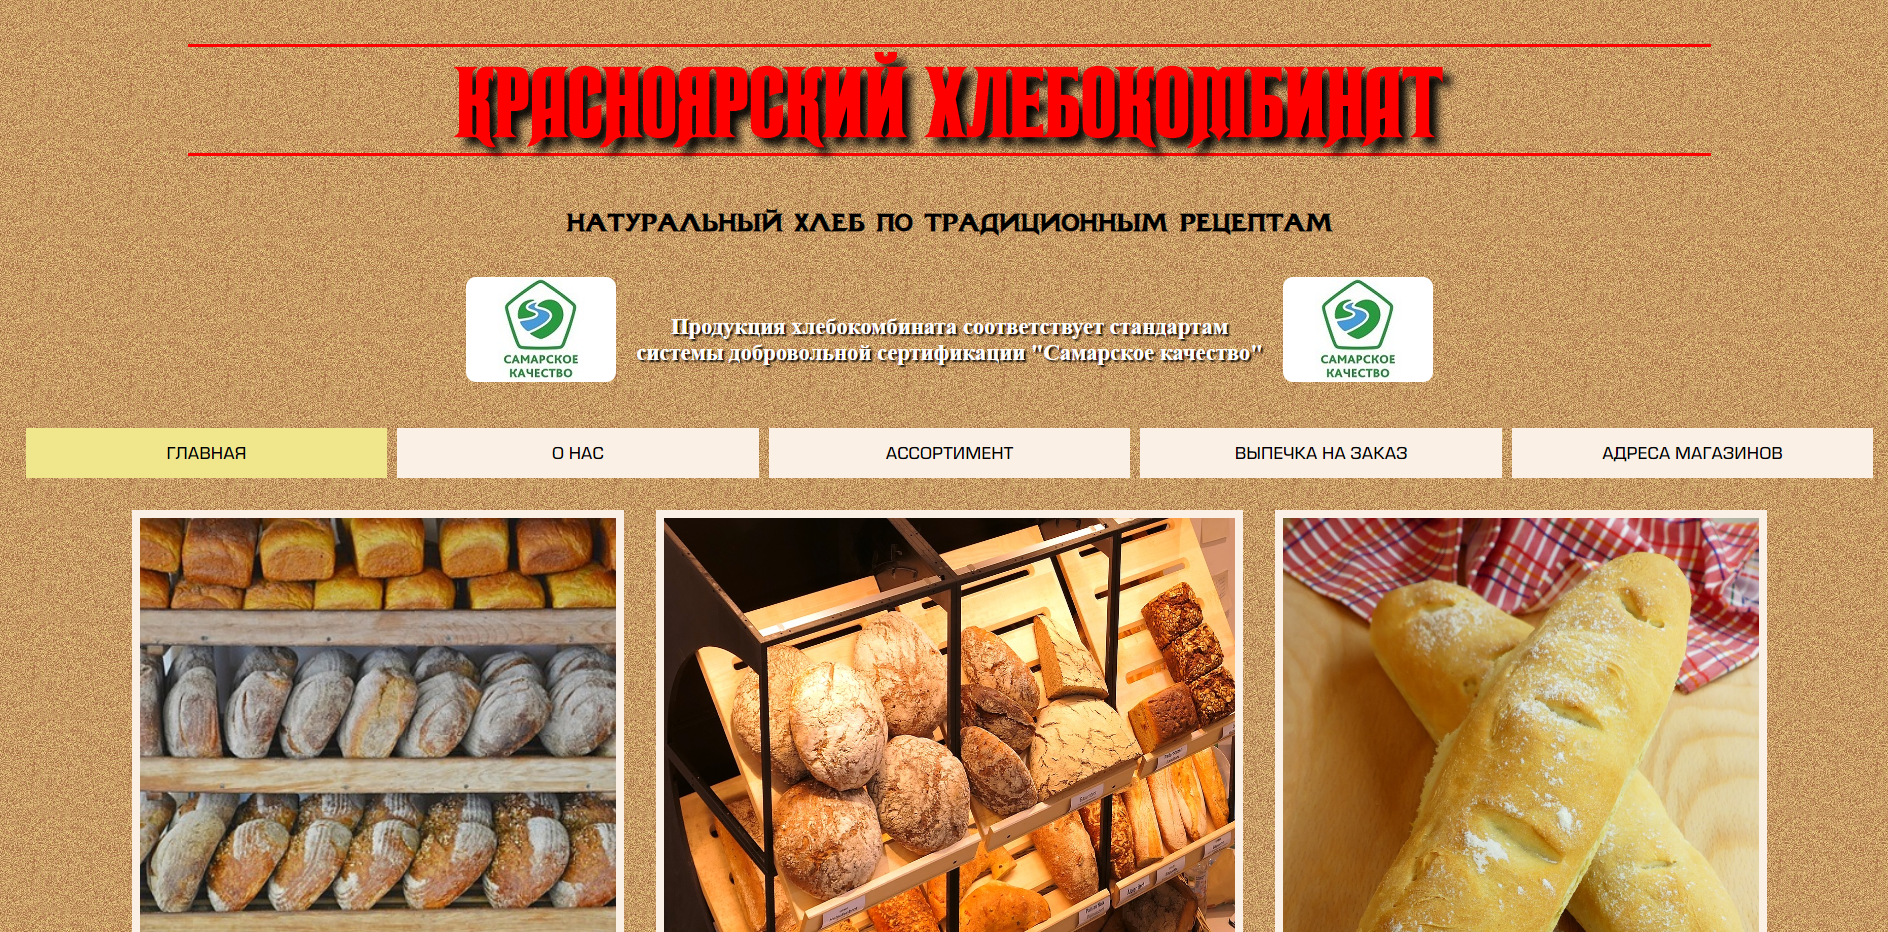 КРАСНОЯРСКИЙ ХЛЕБОКОМБИНАТ
НАТУРАЛЬНЫЙ ХЛЕБ ПО ТРАДИЦИОННЫМ РЕЦЕПТАМ
САМАРСКОЕ
КАЧЕСТВО
Продукция хлебокомбината соответствует стандартам
системы добровольной сертификации "Самарское качество"
САМАРСКОЕ
КАЧЕСТВО
ГЛАВНАЯ
О НАС
АССОРТИМЕНТ
ВЫПЕЧКА НА ЗАКАЗ
АДРЕСА МАГАЗИНОВ